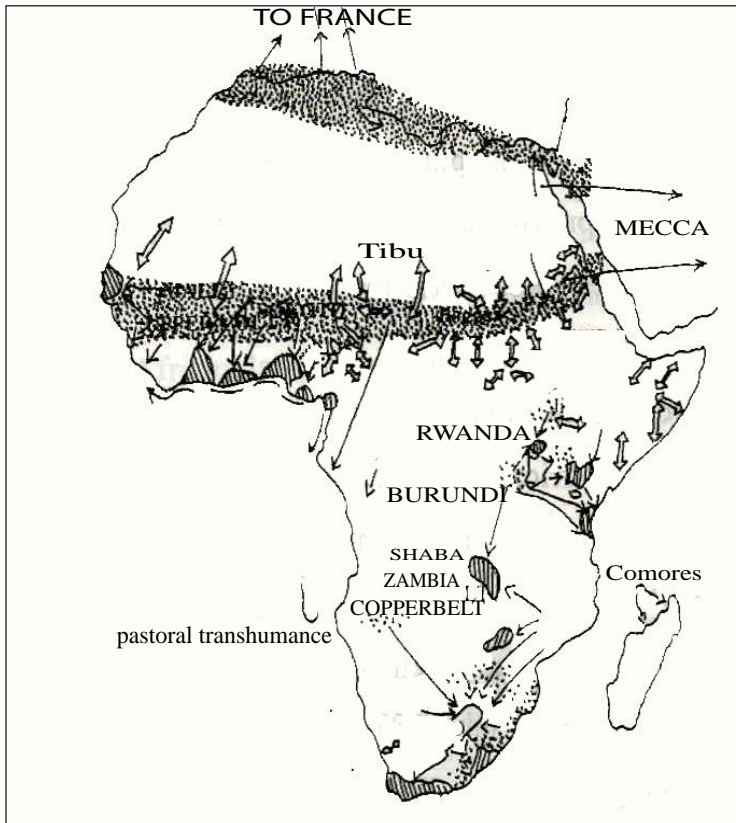 TO FRANCE
MECCA
Tibu
RWANDA
BURUNDI
SHABA
ZAMBIA
COPPERBELT
Comores
pastoral transhumance